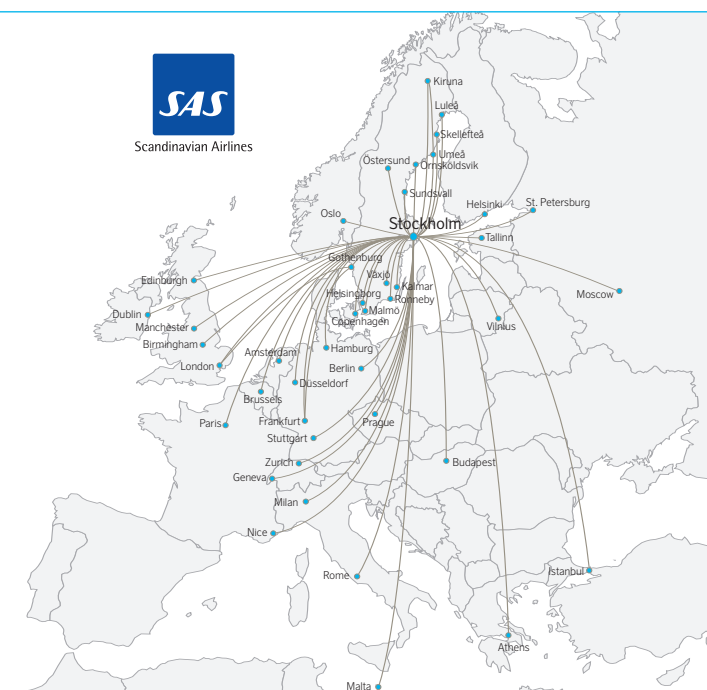 Kiruna
Luleå
SAS
Skellefteå
Scandinavian Airlines
Umeå
Östersund
Örnsköldsvik
Sundsvall
Helsinki
St. Petersburg
Oslo
Stockholm
Tallinn
Gothenburg
Växjö
Edinburgh
Kalmar
Moscow
Helsingborg
Ronneby
Dublin
Malmö
Copenhagen
Manchester
Vilnius
Birmingham
Hamburg
Amsterdam
London
Berlin
Düsseldorf
Brussels
Paris
Frankfurt
Prague
Stuttgart
Zurich
Budapest
Geneva
Milan
Nice
Istanbul
Rome
Athens
Malta